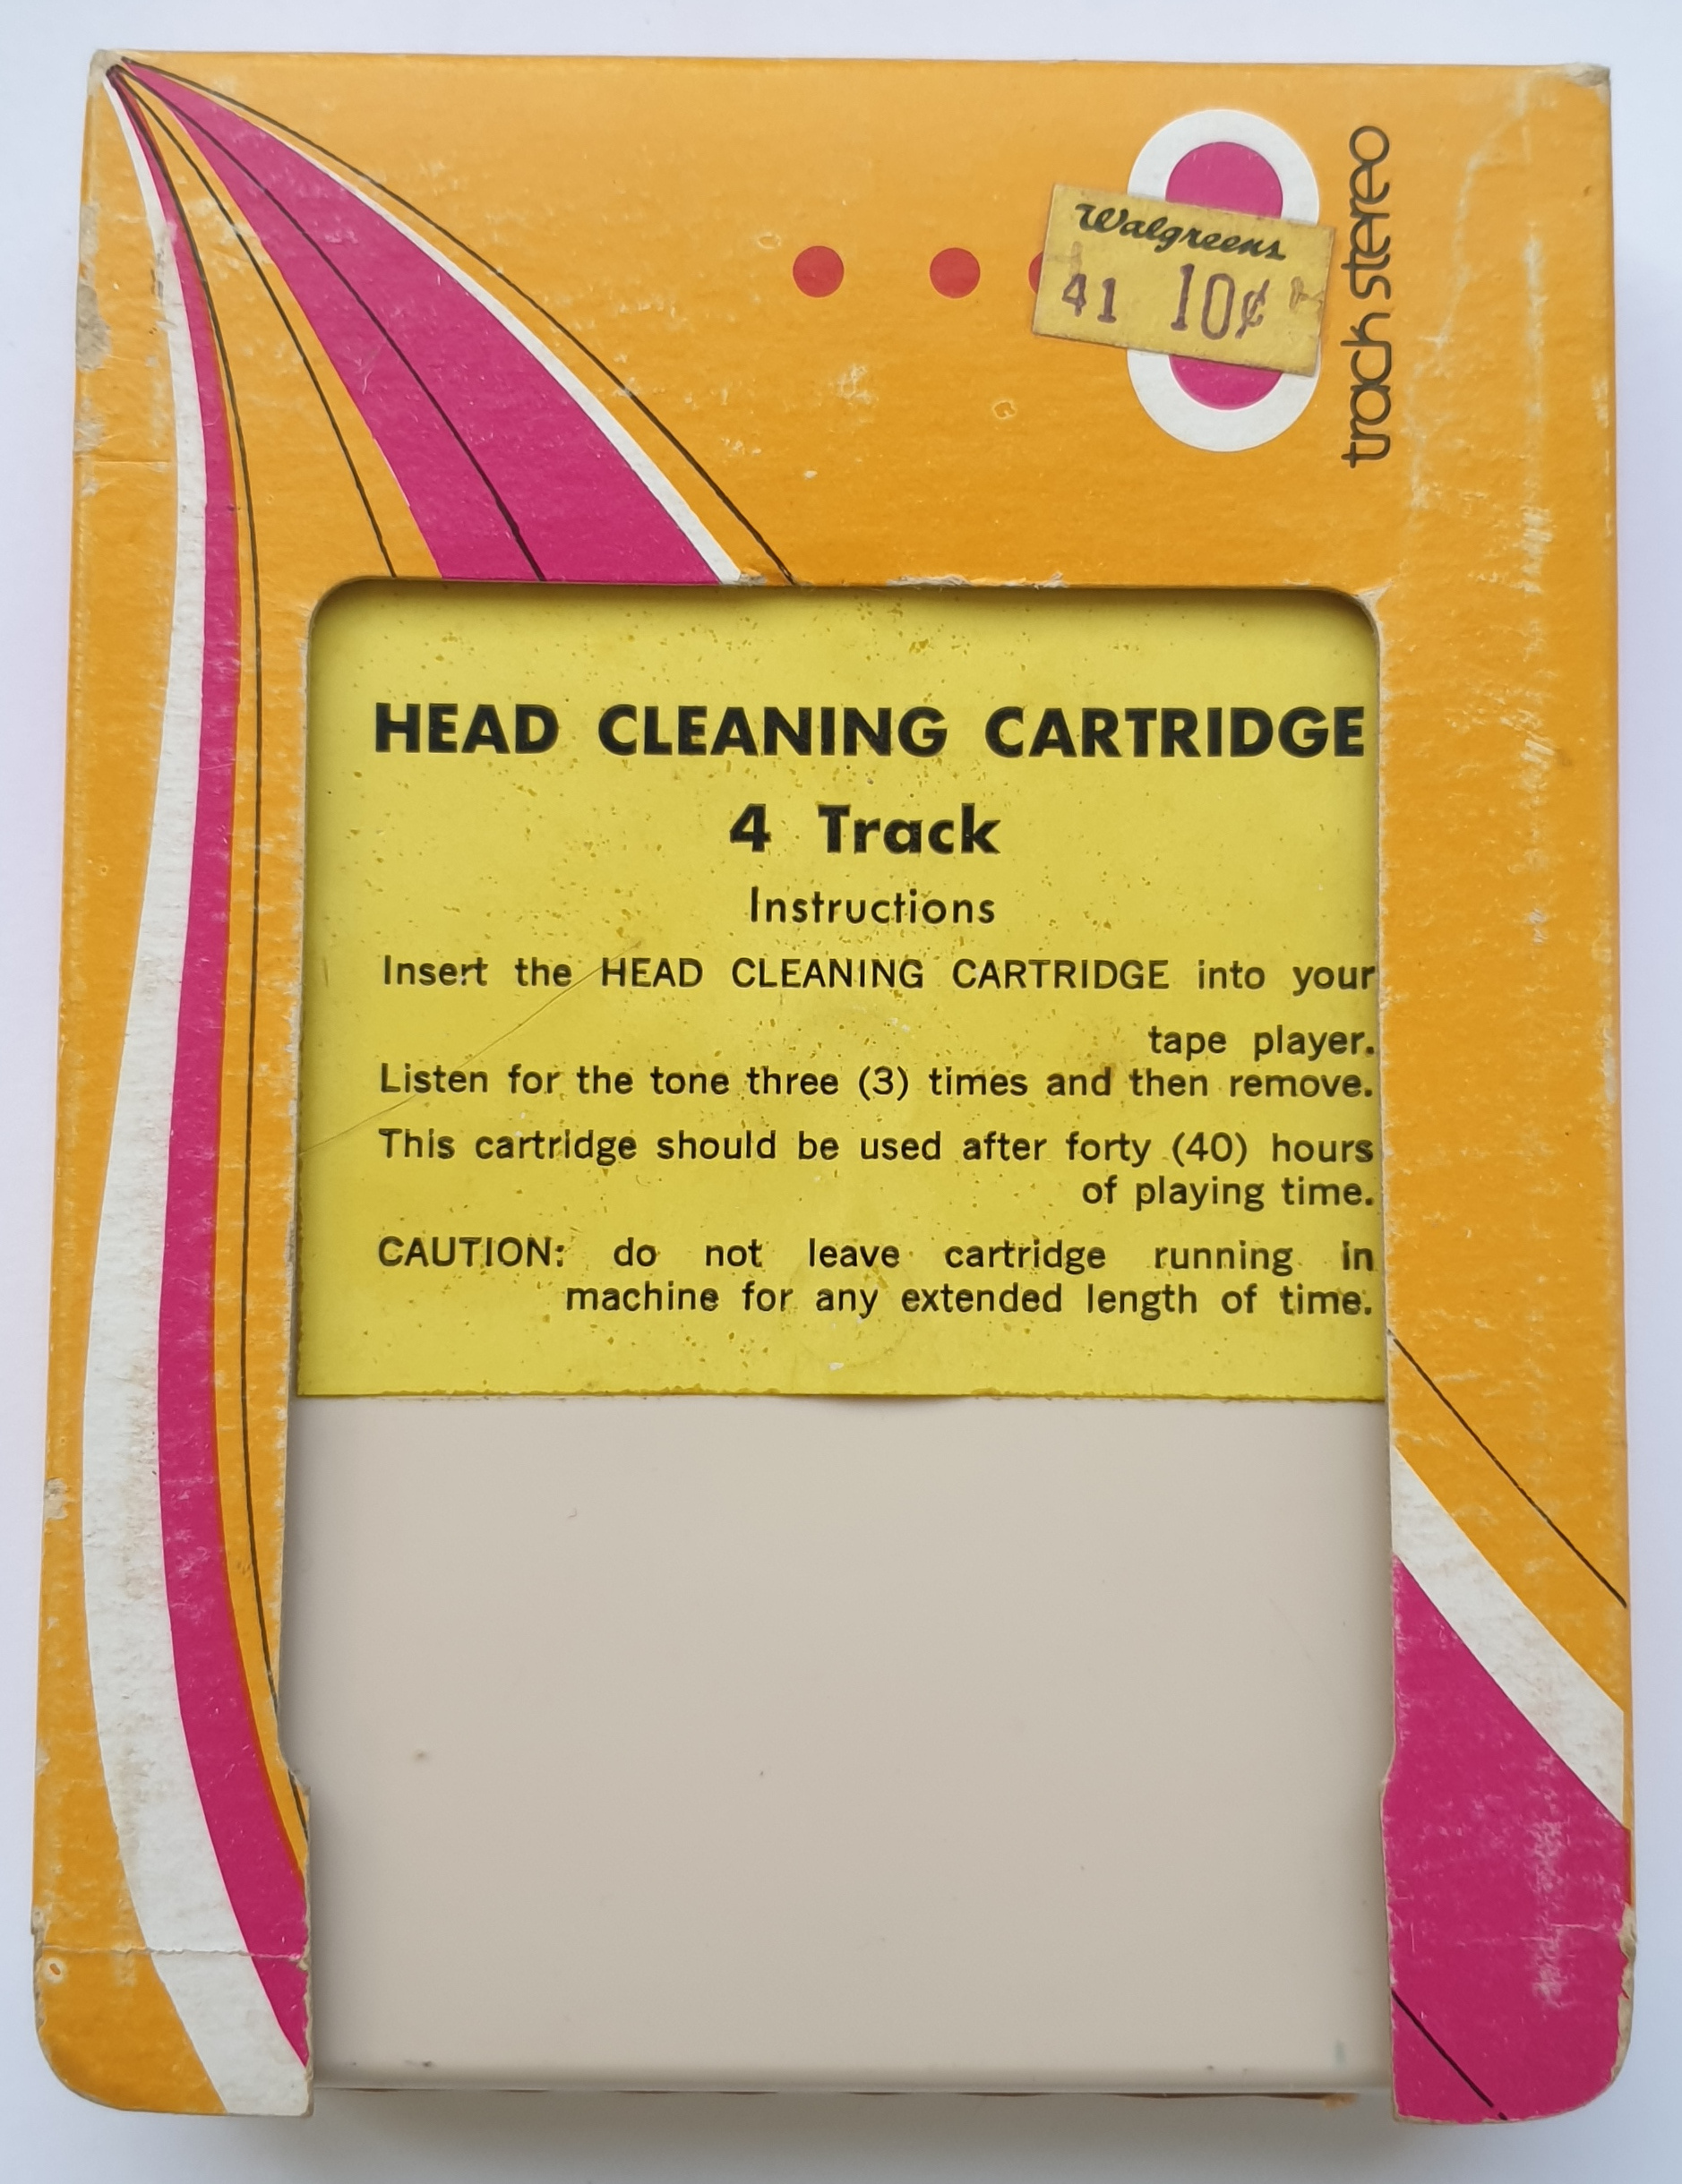 Walgreens
41 10¢
track stereo
HEAD CLEANING CARTRIDGE
4 Track
Instructions
Insert the HEAD CLEANING CARTRIDGE into your
tape player.
Listen for the tone three (3) times and then remove.
This cartridge should be used after forty (40) hours
of playing time.
CAUTION: do not leave cartridge running in
machine for any extended length of time.